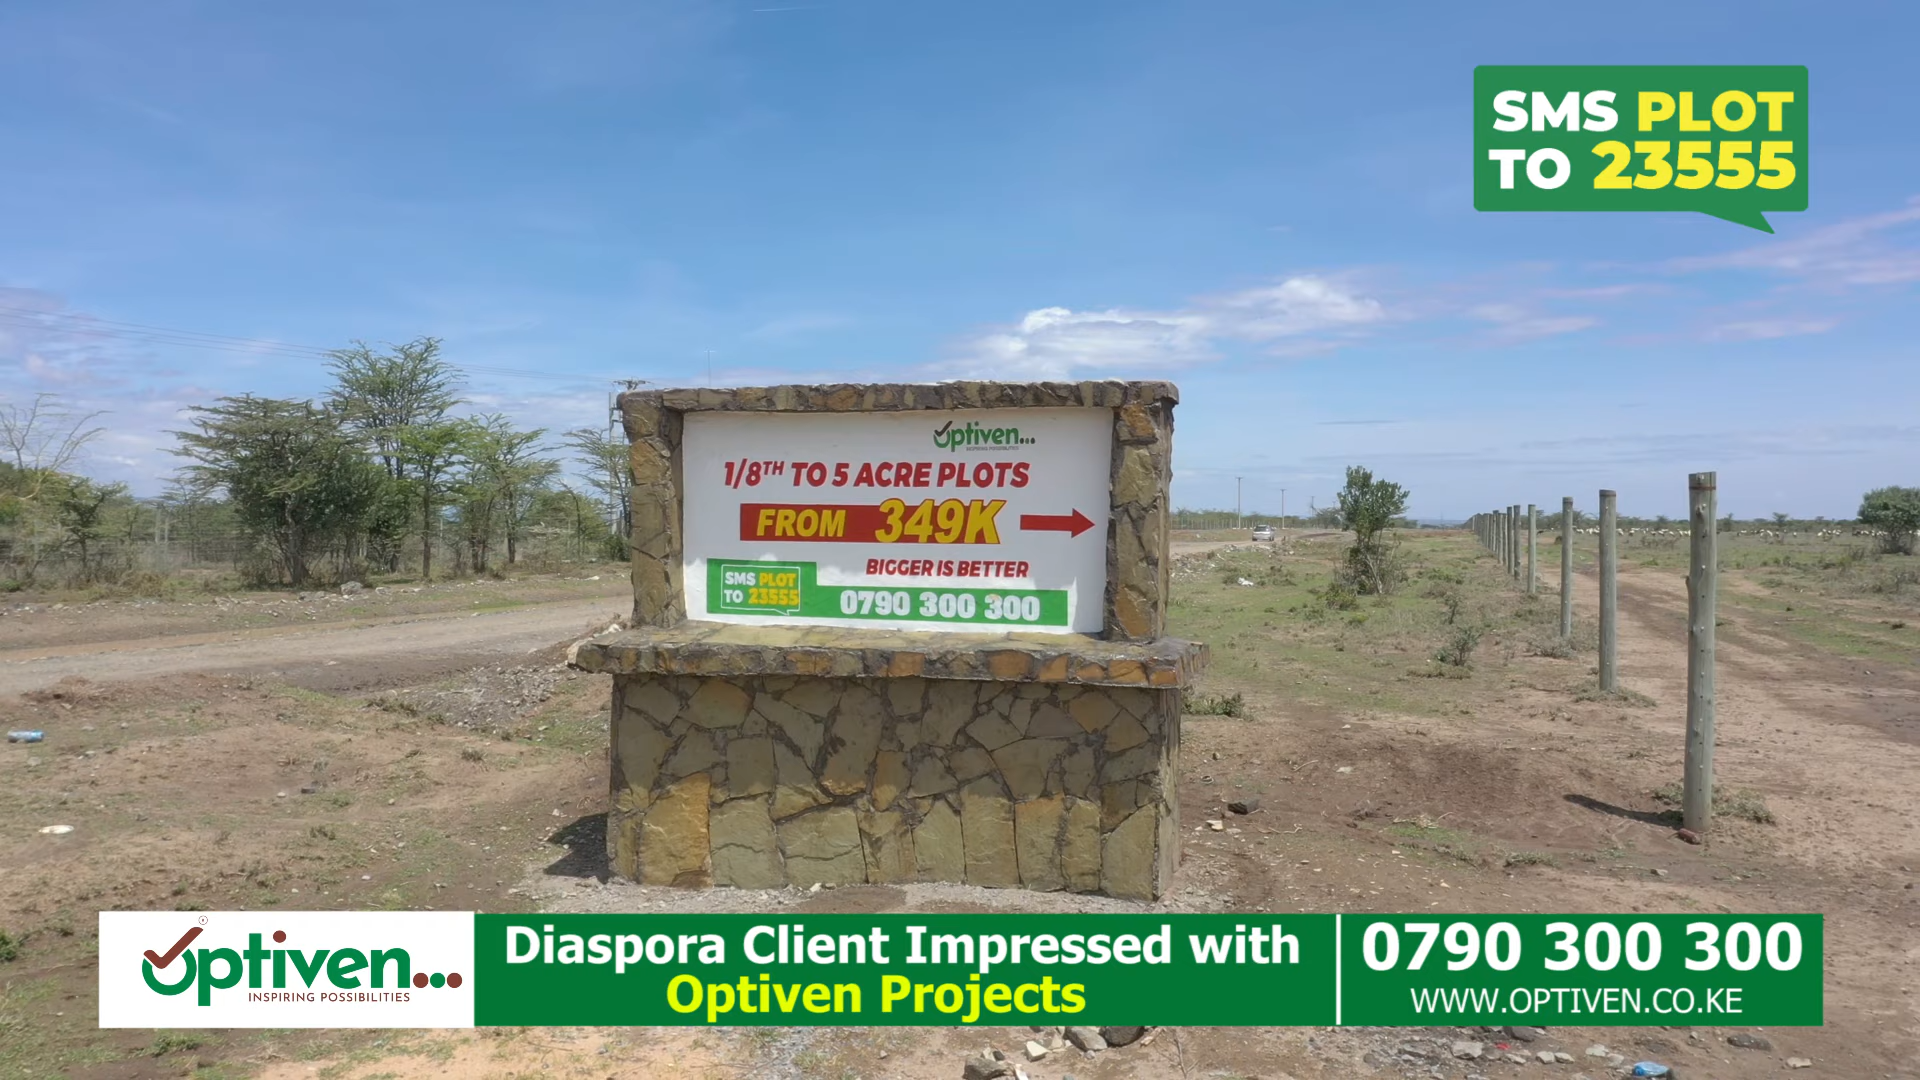 SMS PLOT
TO 23555
Optiven...
INSPIRING POSSIBILITIES
1/8TH TO 5 ACRE PLOTS
FROM 349K
BIGGER IS BETTER
SMS PLOT
TO 23555
0790 300 300
Optiven...
INSPIRING POSSIBILITIES
Diaspora Client Impressed with
Optiven Projects
0790 300 300
WWW.OPTIVEN.CO.KE